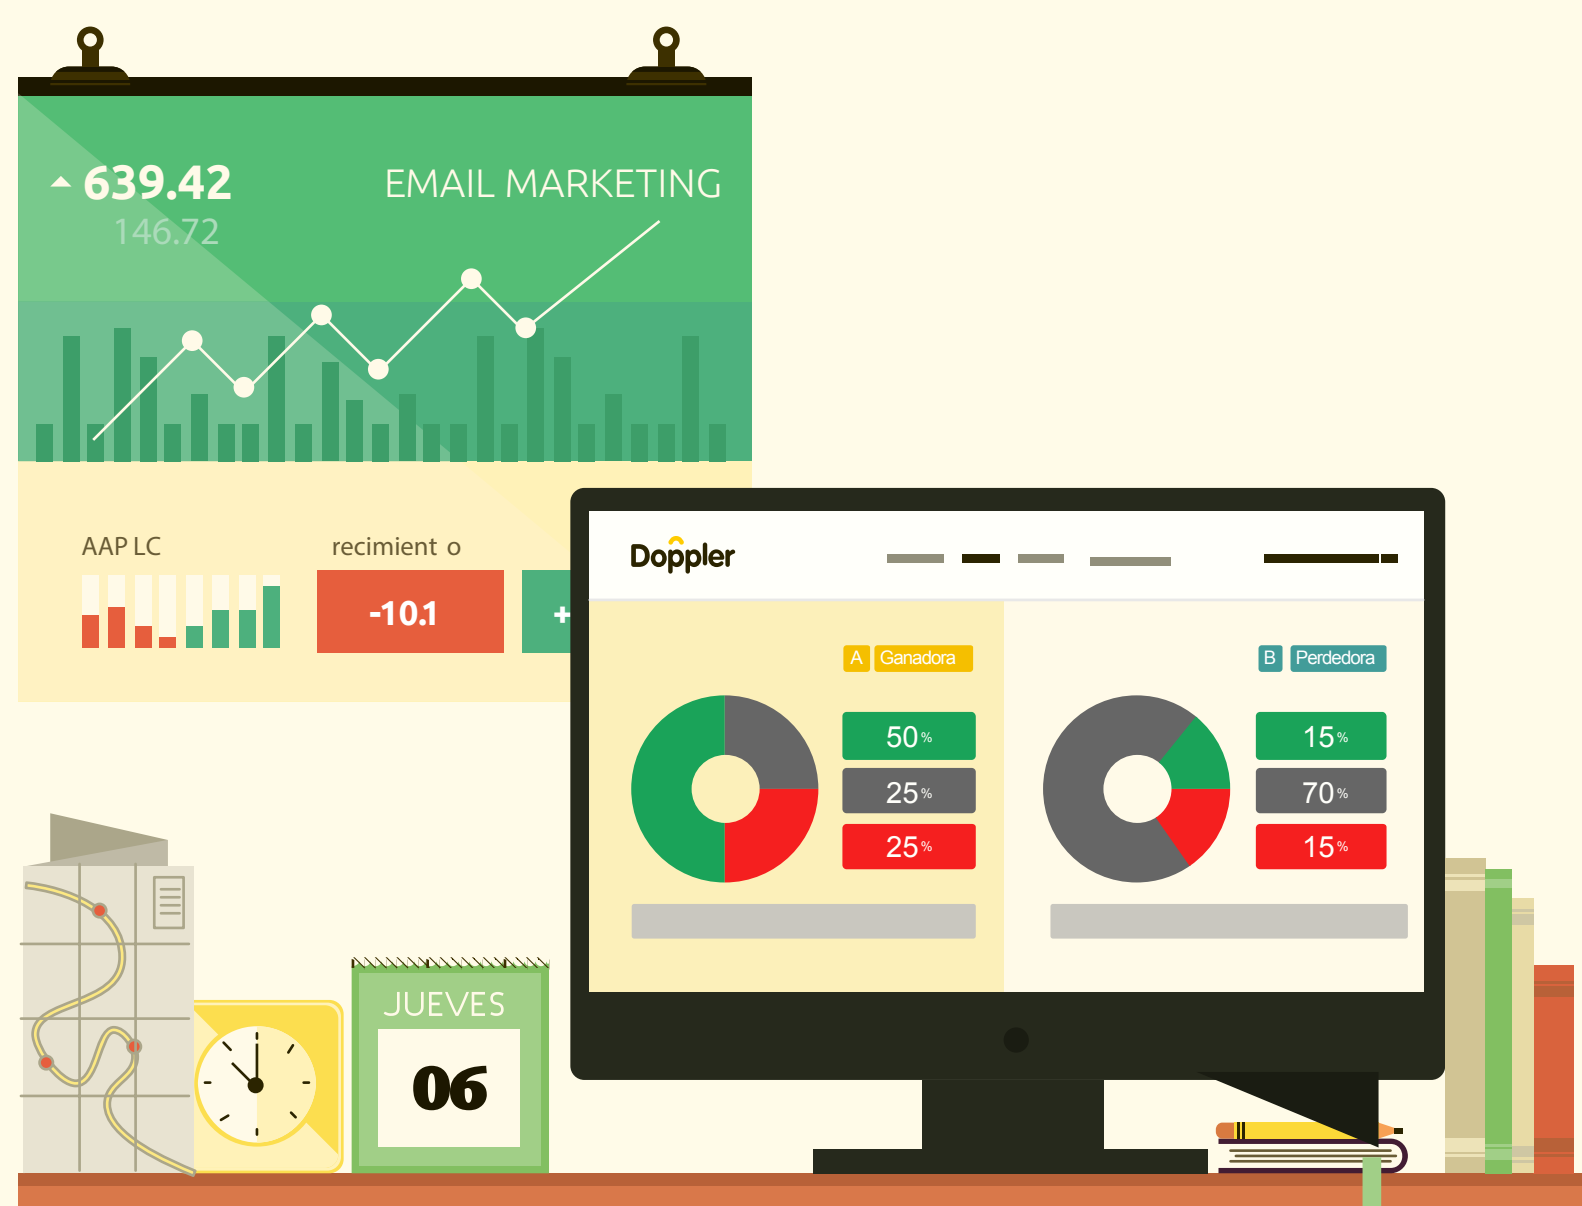 639.42
146.72
EMAIL MARKETING
AAP LC
recimient o
-10.1
+
Doppler
A Ganadora
50%
25%
25%
B Perdedora
15%
70%
15%
JUEVES
06